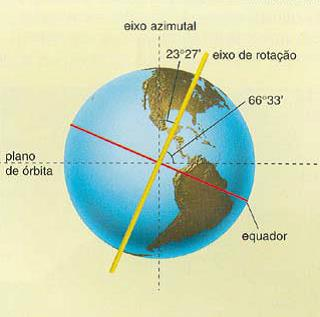 eixo azimutal
23°27'
eixo de rotação
66°33'
plano
de órbita
equador